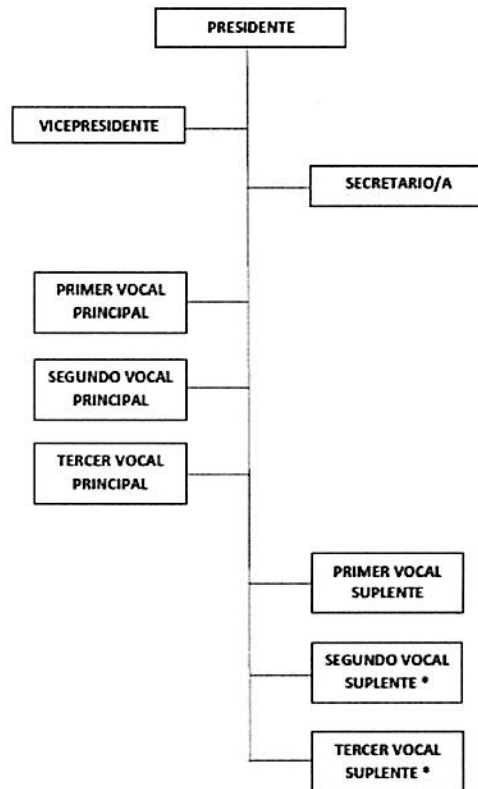 PRESIDENTE
VICEPRESIDENTE
SECRETARIO/A
PRIMER VOCAL
PRINCIPAL
SEGUNDO VOCAL
PRINCIPAL
TERCER VOCAL
PRINCIPAL
PRIMER VOCAL
SUPLENTE
SEGUNDO VOCAL
SUPLENTE *
TERCER VOCAL
SUPLENTE *